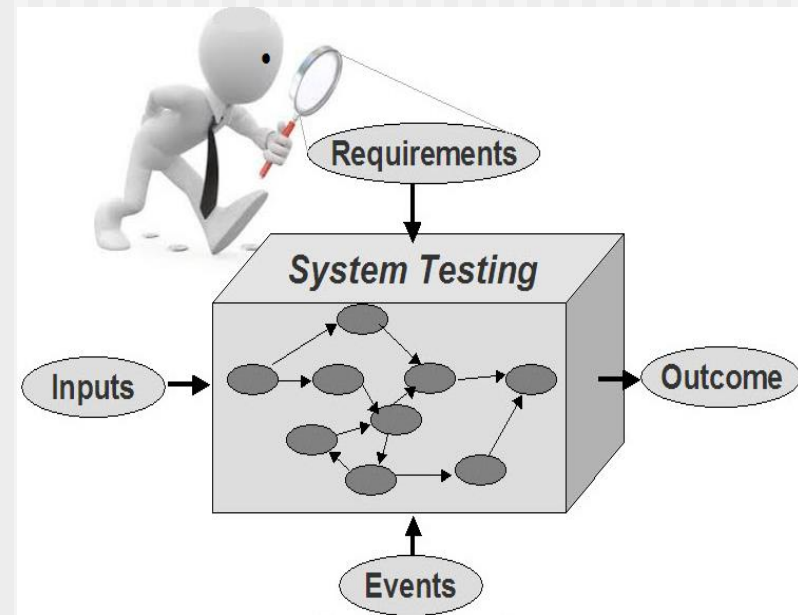 Requirements
System Testing
Inputs
Outcome
Events